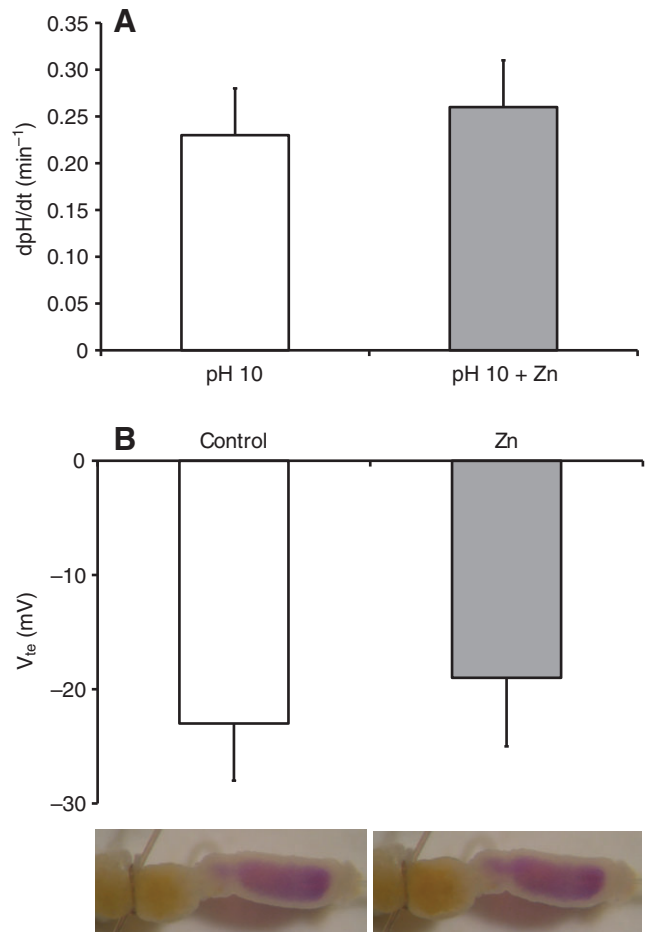 A
0.35
0.30
0.25
0.20
0.15
0.10
0.05
0
dpH/dt (min⁻¹)
pH 10
pH 10 + Zn
B
Control
Zn
0
–10
–20
–30
Vte (mV)